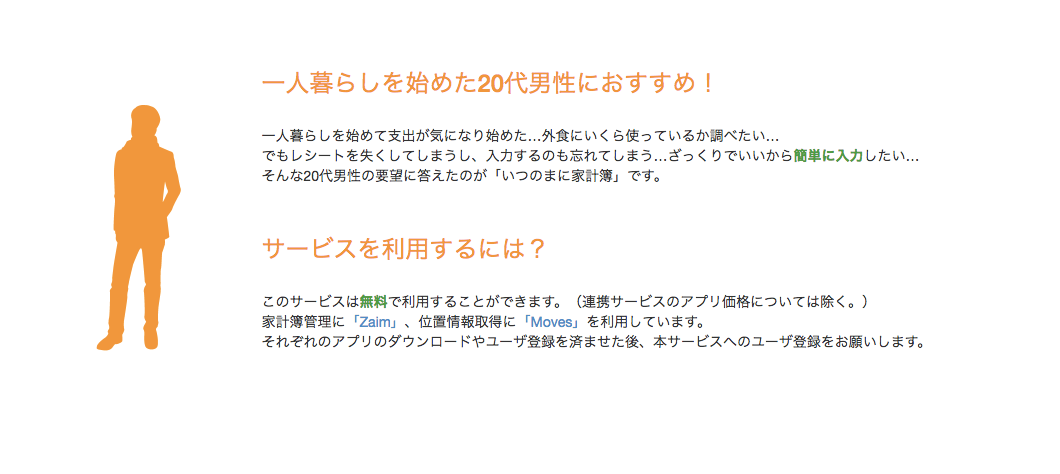 一人暮らしを始めた20代男性におすすめ！
一人暮らしを始めて支出が気になり始めた...外食にいくら使っているか調べたい...
でもレシートを失くしてしまうし、入力するのも忘れてしまう...ざっくりでいいから簡単に入力したい...
そんな20代男性の要望に答えたのが「いつのまに家計簿」です。
サービスを利用するには？
このサービスは無料で利用することができます。（連携サービスのアプリ価格については除く。）
家計簿管理に「Zaim」、位置情報取得に「Moves」を利用しています。
それぞれのアプリのダウンロードやユーザ登録を済ませた後、本サービスへのユーザ登録をお願いします。